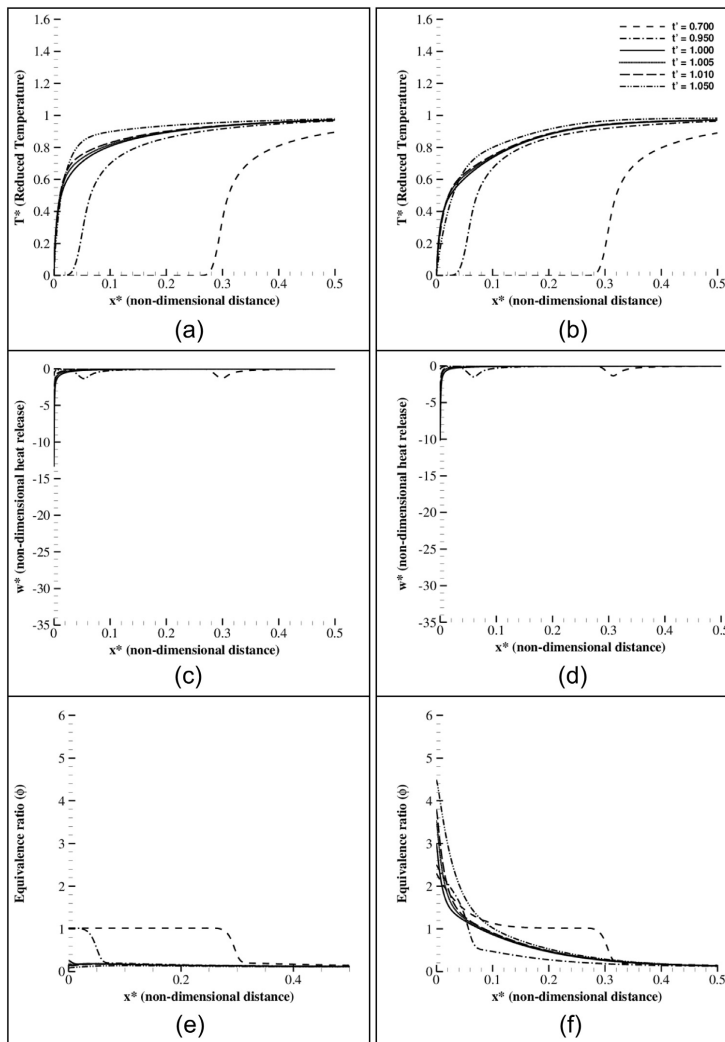 1.6
1.4
1.2
1
0.8
0.6
0.4
0.2
0
T* (Reduced Temperature)
0 0.1 0.2 0.3 0.4 0.5
x* (non-dimensional distance)
(a)
1.6
1.4
1.2
1
0.8
0.6
0.4
0.2
0
T* (Reduced Temperature)
t' = 0.700
t' = 0.950
t' = 1.000
t' = 1.005
t' = 1.010
t' = 1.050
0 0.1 0.2 0.3 0.4 0.5
x* (non-dimensional distance)
(b)
0
-5
-10
-15
-20
-25
-30
-35
w* (non-dimensional heat release)
0 0.1 0.2 0.3 0.4 0.5
x* (non-dimensional distance)
(c)
0
-5
-10
-15
-20
-25
-30
-35
w* (non-dimensional heat release)
0 0.1 0.2 0.3 0.4 0.5
x* (non-dimensional distance)
(d)
6
5
4
3
2
1
0
Equivalence ratio (ϕ)
0 0.2 0.4
x* (non-dimensional distance)
(e)
6
5
4
3
2
1
0
Equivalence ratio (ϕ)
0 0.1 0.2 0.3 0.4 0.5
x* (non-dimensional distance)
(f)